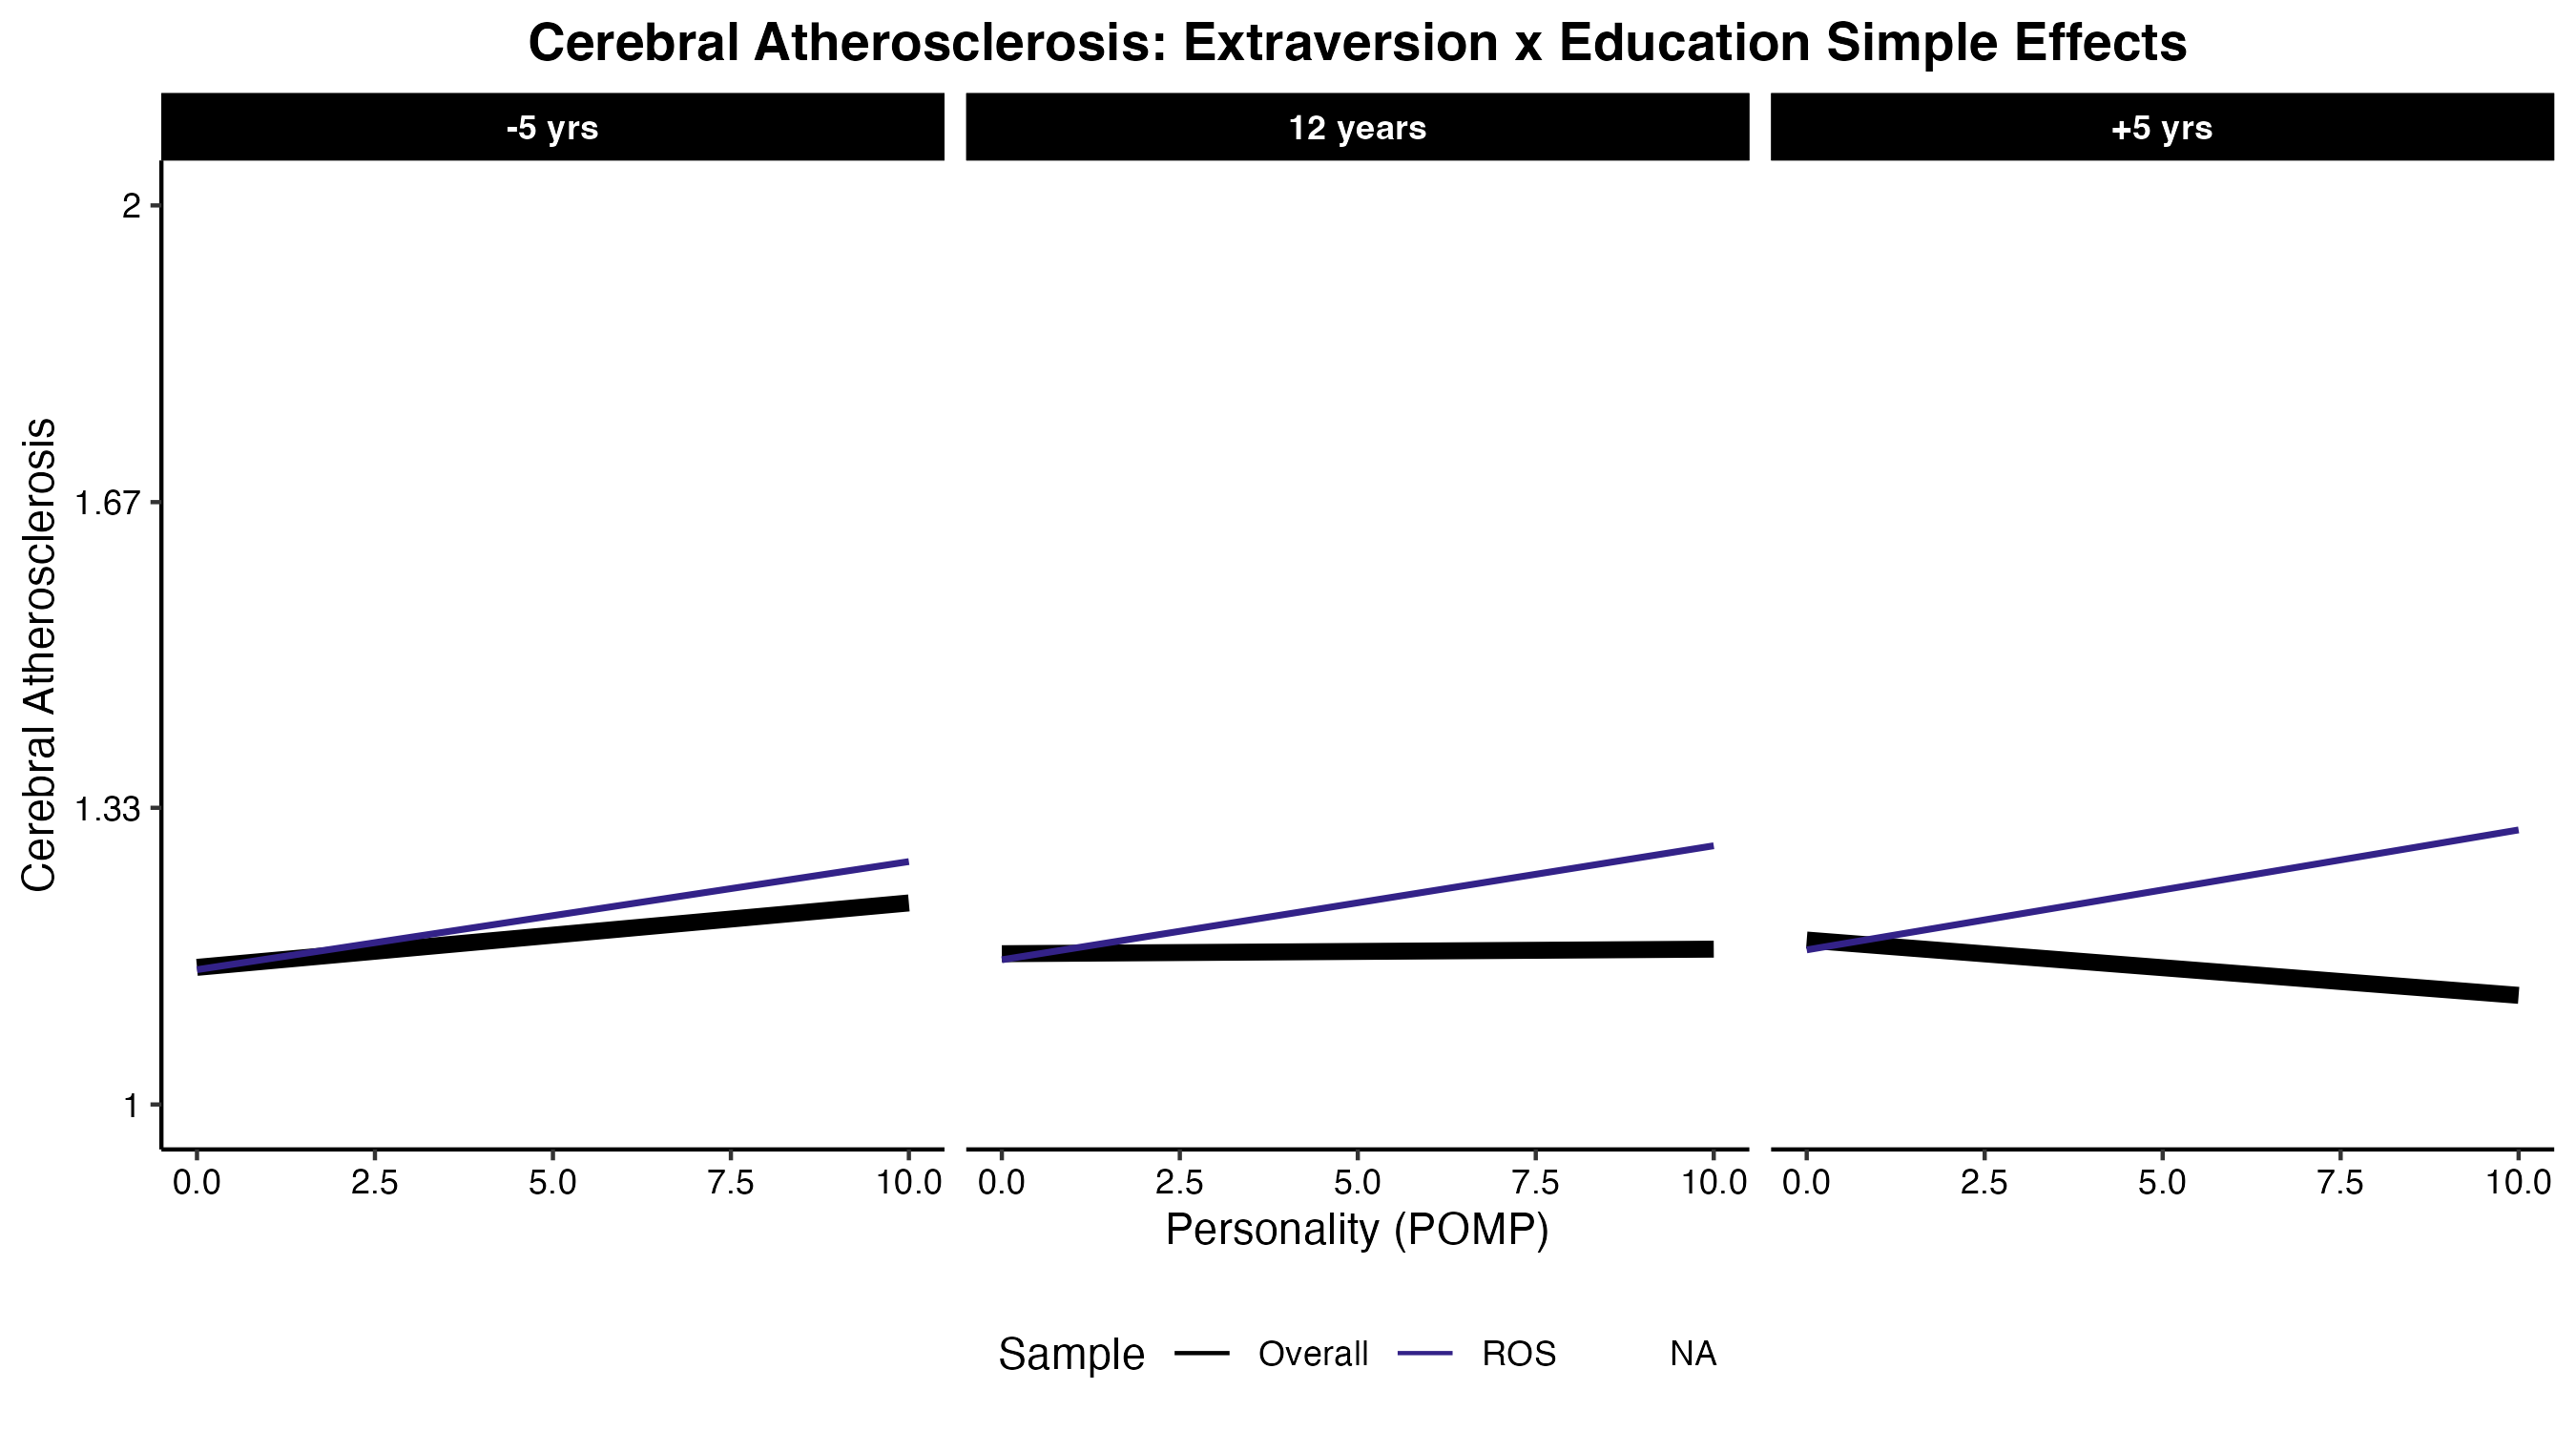 Cerebral Atherosclerosis: Extraversion x Education Simple Effects
-5 yrs
12 years
+5 yrs
Cerebral Atherosclerosis
2
1.67
1.33
1
0.0 2.5 5.0 7.5 10.0
0.0 2.5 5.0 7.5 10.0
0.0 2.5 5.0 7.5 10.0
Personality (POMP)
Sample Overall ROS NA